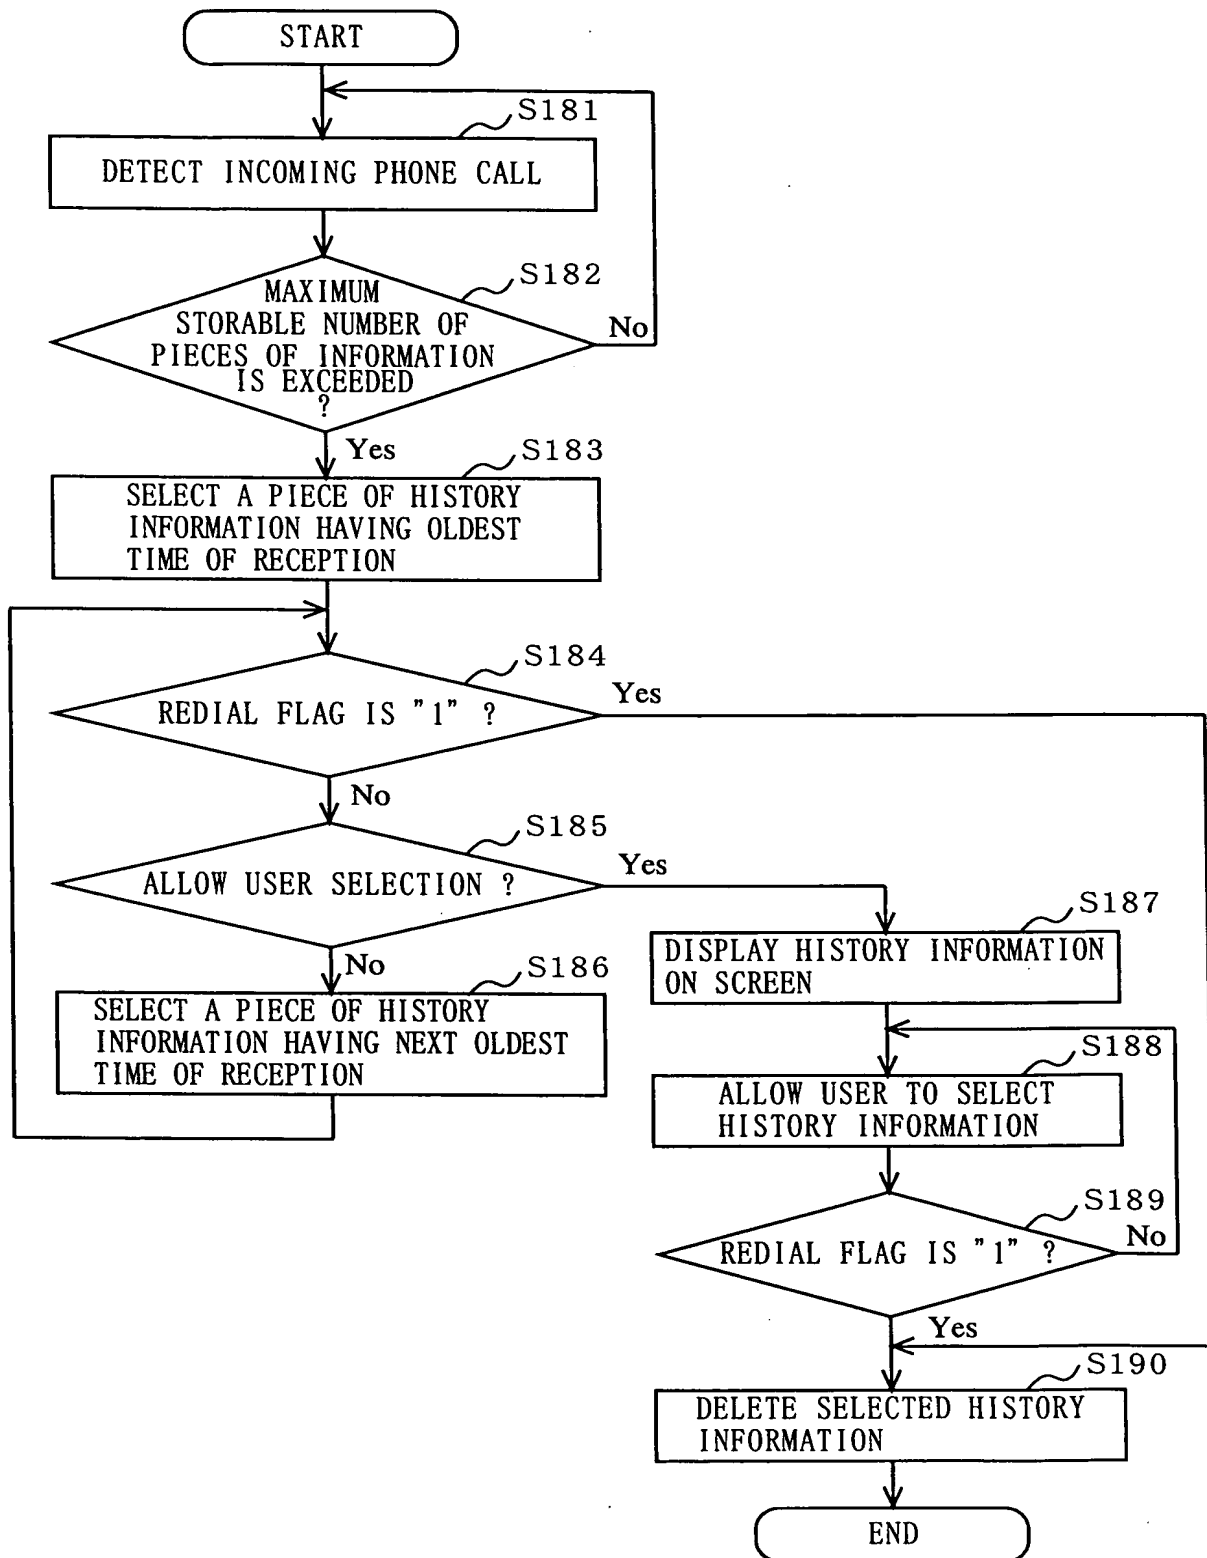 START
S181
DETECT INCOMING PHONE CALL
S182
MAXIMUM
STORABLE NUMBER OF
PIECES OF INFORMATION
IS EXCEEDED
?
No
Yes
S183
SELECT A PIECE OF HISTORY
INFORMATION HAVING OLDEST
TIME OF RECEPTION
S184
REDIAL FLAG IS "1" ?
Yes
No
S185
ALLOW USER SELECTION ?
Yes
No
S186
SELECT A PIECE OF HISTORY
INFORMATION HAVING NEXT OLDEST
TIME OF RECEPTION
S187
DISPLAY HISTORY INFORMATION
ON SCREEN
S188
ALLOW USER TO SELECT
HISTORY INFORMATION
S189
REDIAL FLAG IS "1" ?
No
Yes
S190
DELETE SELECTED HISTORY
INFORMATION
END